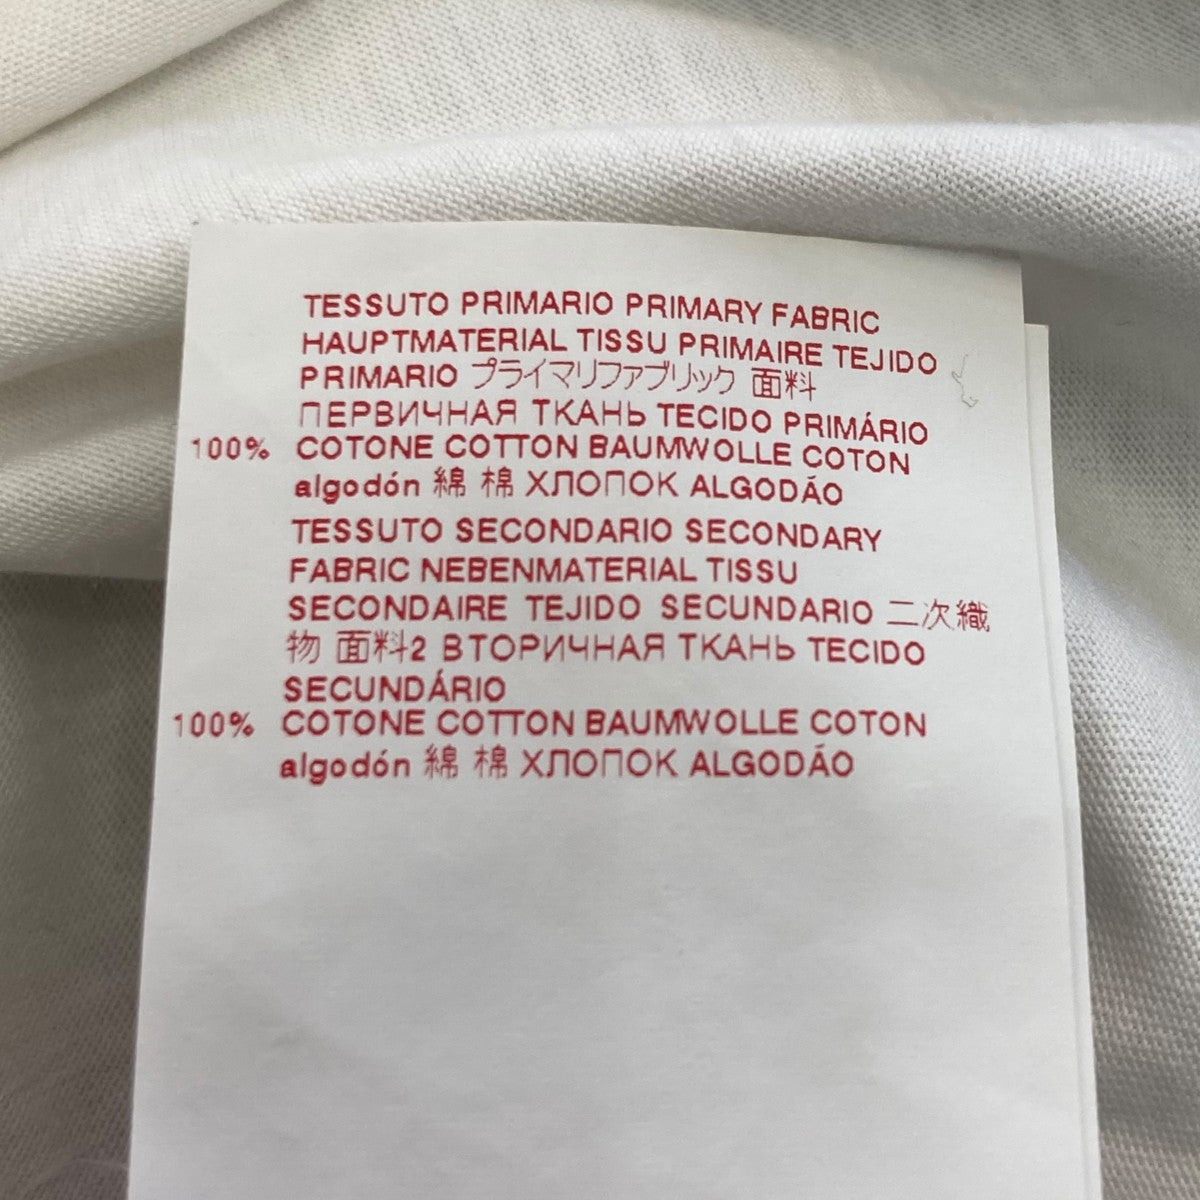 TESSUTO PRIMARIO PRIMARY FABRIC
HAUPTMATERIAL TISSU PRIMAIRE TEJIDO
PRIMARIO プライマリファブリック 面料
ПЕРВИЧНАЯ ТКАНЬ TECIDO PRIMÁRIO
100% COTONE COTTON BAUMWOLLE COTON
algodón 綿 棉 ХЛОПОК ALGODÃO
TESSUTO SECONDARIO SECONDARY
FABRIC NEBENMATERIAL TISSU
SECONDAIRE TEJIDO SECUNDARIO 二次織
物 面料2 ВТОРИЧНАЯ ТКАНЬ TECIDO
SECUNDÁRIO
100% COTONE COTTON BAUMWOLLE COTON
algodón 綿 棉 ХЛОПОК ALGODÃO